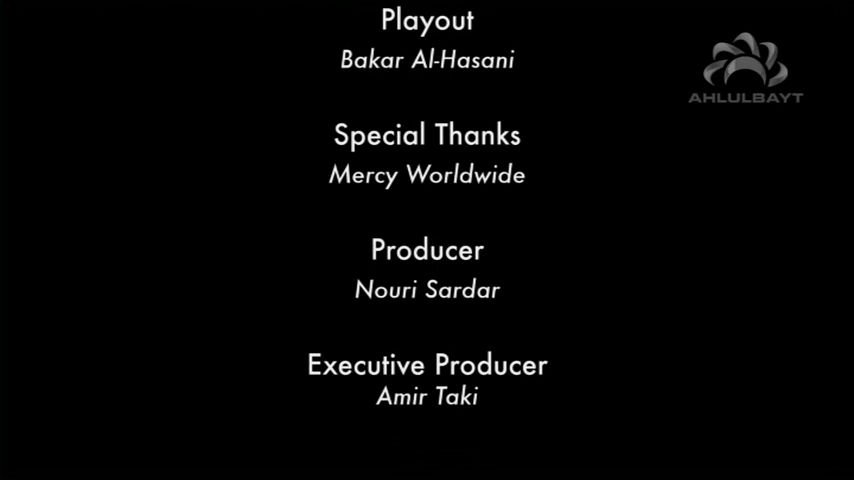 Playout
Bakar Al-Hasani
AHLULBAYT
Special Thanks
Mercy Worldwide
Producer
Nouri Sardar
Executive Producer
Amir Taki